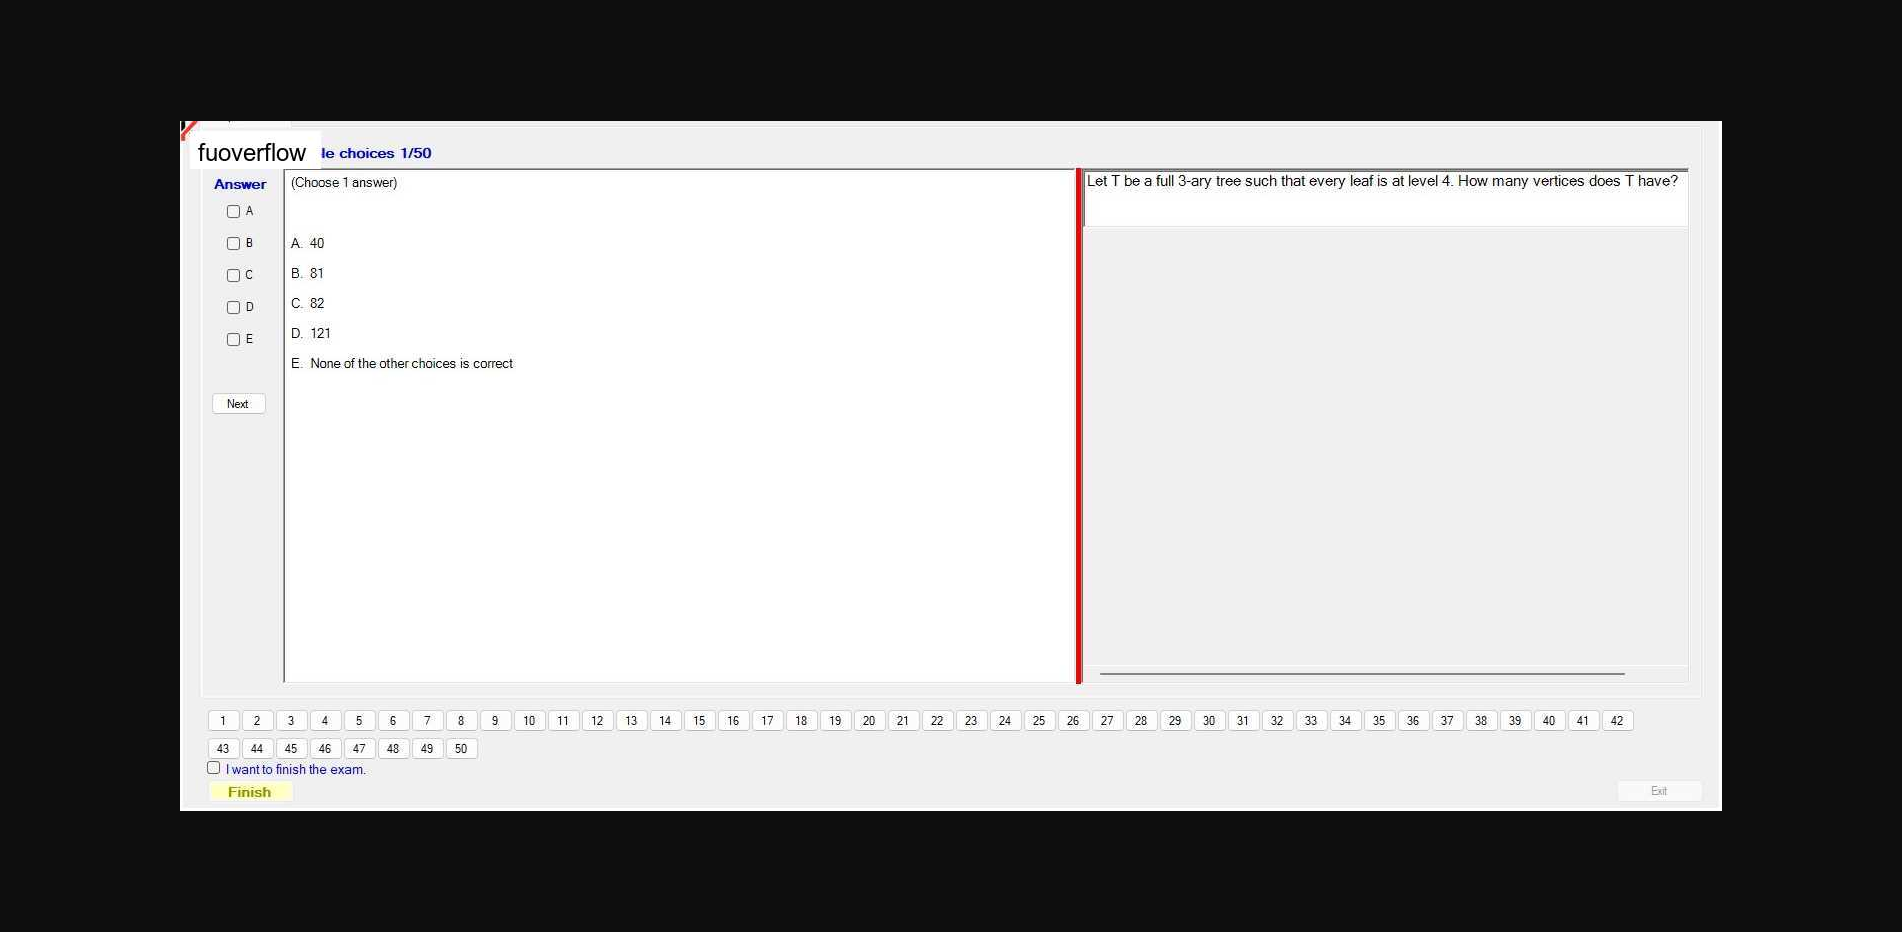 fuoverflow le choices 1/50
Answer
A
B
C
D
E
Next
(Choose 1 answer)
A. 40
B. 81
C. 82
D. 121
E. None of the other choices is correct
Let T be a full 3-ary tree such that every leaf is at level 4. How many vertices does T have?
1 2 3 4 5 6 7 8 9 10 11 12 13 14 15 16 17 18 19 20 21 22 23 24 25 26 27 28 29 30 31 32 33 34 35 36 37 38 39 40 41 42
43 44 45 46 47 48 49 50
I want to finish the exam.
Finish
Exit